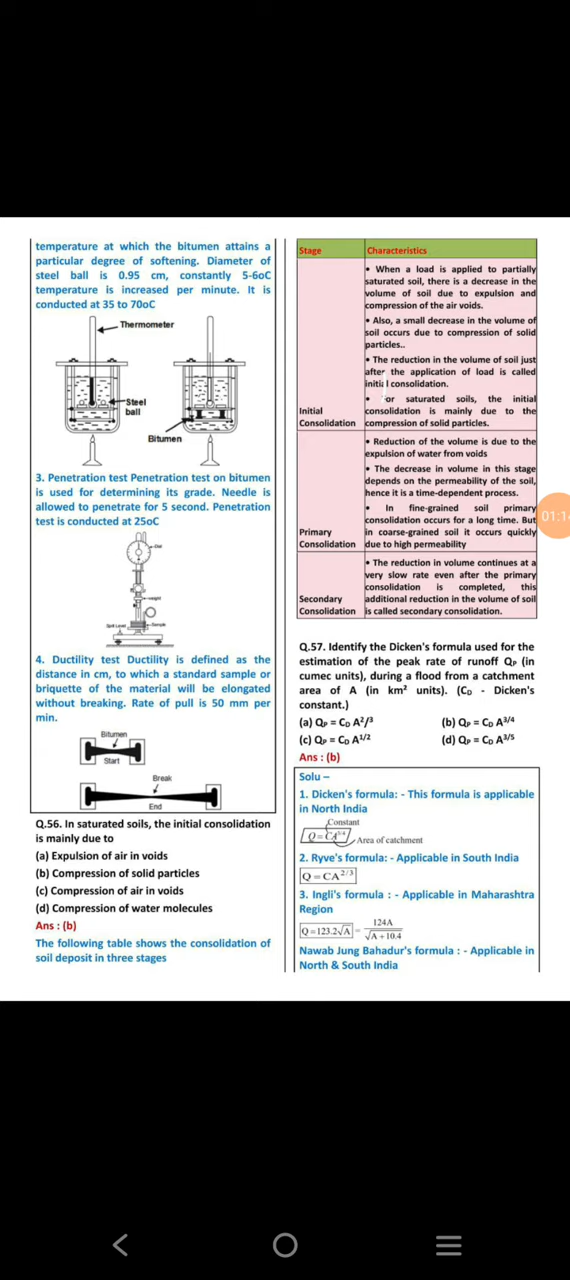 temperature at which the bitumen attains a
particular degree of softening. Diameter of
steel ball is 0.95 cm, constantly 5-6oC
temperature is increased per minute. It is
conducted at 35 to 70oC
Thermometer
Steel
ball
Bitumen
3. Penetration test Penetration test on bitumen
is used for determining its grade. Needle is
allowed to penetrate for 5 second. Penetration
test is conducted at 25oC
Dial
weight
Spirit Level
Sample
4. Ductility test Ductility is defined as the
distance in cm, to which a standard sample or
briquette of the material will be elongated
without breaking. Rate of pull is 50 mm per
min.
Bitumen
Start
Break
End
Q.56. In saturated soils, the initial consolidation
is mainly due to
(a) Expulsion of air in voids
(b) Compression of solid particles
(c) Compression of air in voids
(d) Compression of water molecules
Ans : (b)
The following table shows the consolidation of
soil deposit in three stages
Stage
Characteristics
• When a load is applied to partially
saturated soil, there is a decrease in the
volume of soil due to expulsion and
compression of the air voids.
• Also, a small decrease in the volume of
soil occurs due to compression of solid
particles..
• The reduction in the volume of soil just
after the application of load is called
initial consolidation.
• or saturated soils, the initial
consolidation is mainly due to the
compression of solid particles.
Initial
Consolidation
• Reduction of the volume is due to the
expulsion of water from voids
• The decrease in volume in this stage
depends on the permeability of the soil,
hence it is a time-dependent process.
• In fine-grained soil primary
consolidation occurs for a long time. But
in coarse-grained soil it occurs quickly
due to high permeability
Primary
Consolidation
• The reduction in volume continues at a
very slow rate even after the primary
consolidation is completed, this
additional reduction in the volume of soil
is called secondary consolidation.
Secondary
Consolidation
01:1
Q.57. Identify the Dicken's formula used for the
estimation of the peak rate of runoff Qₚ (in
cumec units), during a flood from a catchment
area of A (in km² units). (C_D - Dicken's
constant.)
(a) Qₚ = C_D A²/³ (b) Qₚ = C_D A³/⁴
(c) Qₚ = C_D A¹/² (d) Qₚ = C_D A³/⁵
Ans : (b)
Solu –
1. Dicken's formula: - This formula is applicable
in North India
Constant
Q = CA³/⁴
Area of catchment
2. Ryve's formula: - Applicable in South India
Q = CA²/³
3. Ingli's formula : - Applicable in Maharashtra
Region
Q = 123.2√A = 124A / √A + 10.4
Nawab Jung Bahadur's formula : - Applicable in
North & South India